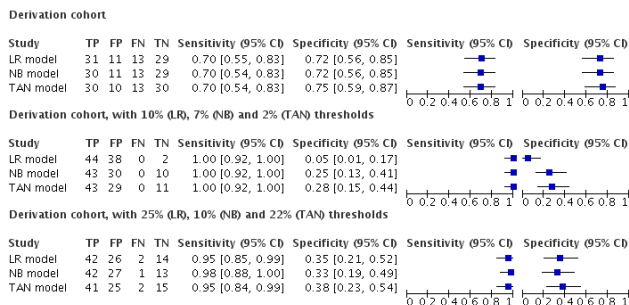 Derivation cohort
Study TP FP FN TN Sensitivity (95% CI) Specificity (95% CI) Sensitivity (95% CI) Specificity (95% CI)
LR model 31 11 13 29 0.70 [0.55, 0.83] 0.72 [0.56, 0.85]
NB model 30 11 13 29 0.70 [0.54, 0.83] 0.72 [0.56, 0.85]
TAN model 30 10 13 30 0.70 [0.54, 0.83] 0.75 [0.59, 0.87]
0 0.2 0.4 0.6 0.8 1 0 0.2 0.4 0.6 0.8 1
Derivation cohort, with 10% (LR), 7% (NB) and 2% (TAN) thresholds
Study TP FP FN TN Sensitivity (95% CI) Specificity (95% CI) Sensitivity (95% CI) Specificity (95% CI)
LR model 44 38 0 2 1.00 [0.92, 1.00] 0.05 [0.01, 0.17]
NB model 43 30 0 10 1.00 [0.92, 1.00] 0.25 [0.13, 0.41]
TAN model 43 29 0 11 1.00 [0.92, 1.00] 0.28 [0.15, 0.44]
0 0.2 0.4 0.6 0.8 1 0 0.2 0.4 0.6 0.8 1
Derivation cohort, with 25% (LR), 10% (NB) and 22% (TAN) thresholds
Study TP FP FN TN Sensitivity (95% CI) Specificity (95% CI) Sensitivity (95% CI) Specificity (95% CI)
LR model 42 26 2 14 0.95 [0.85, 0.99] 0.35 [0.21, 0.52]
NB model 42 27 1 13 0.98 [0.88, 1.00] 0.33 [0.19, 0.49]
TAN model 41 25 2 15 0.95 [0.84, 0.99] 0.38 [0.23, 0.54]
0 0.2 0.4 0.6 0.8 1 0 0.2 0.4 0.6 0.8 1